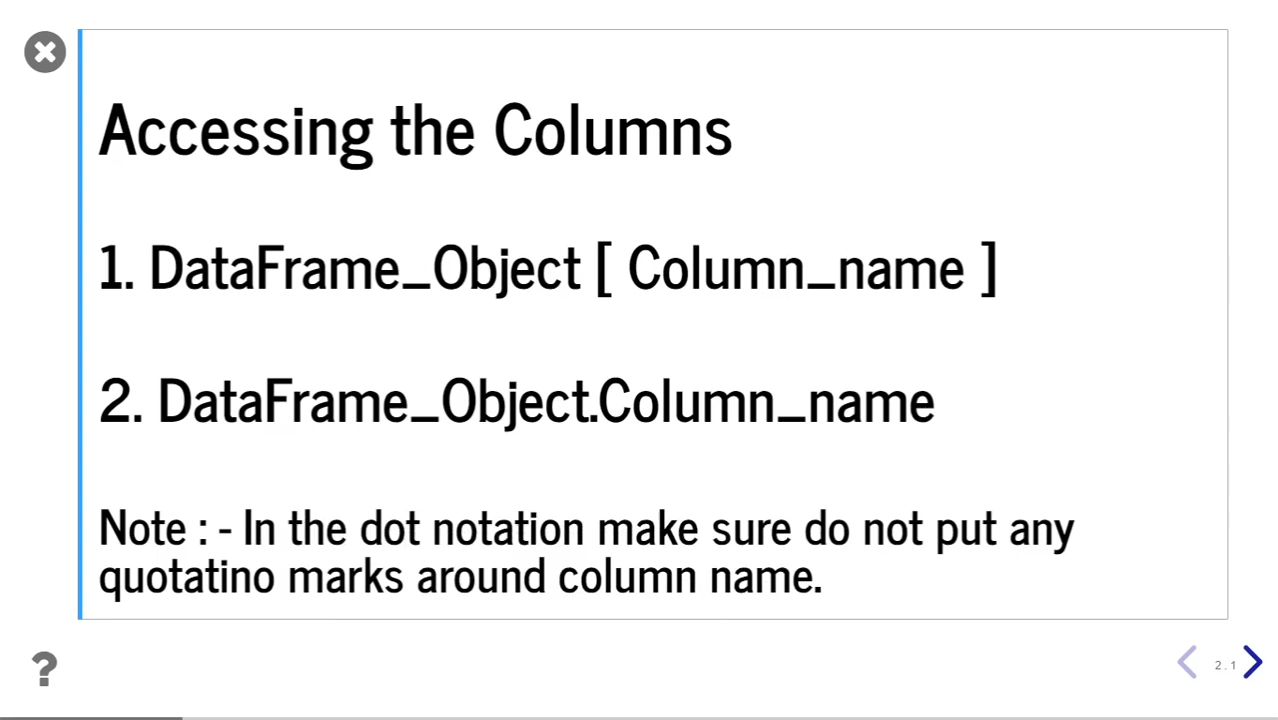 Accessing the Columns
1. DataFrame_Object [ Column_name ]
2. DataFrame_Object.Column_name
Note : - In the dot notation make sure do not put any
quotatino marks around column name.
?
2.1